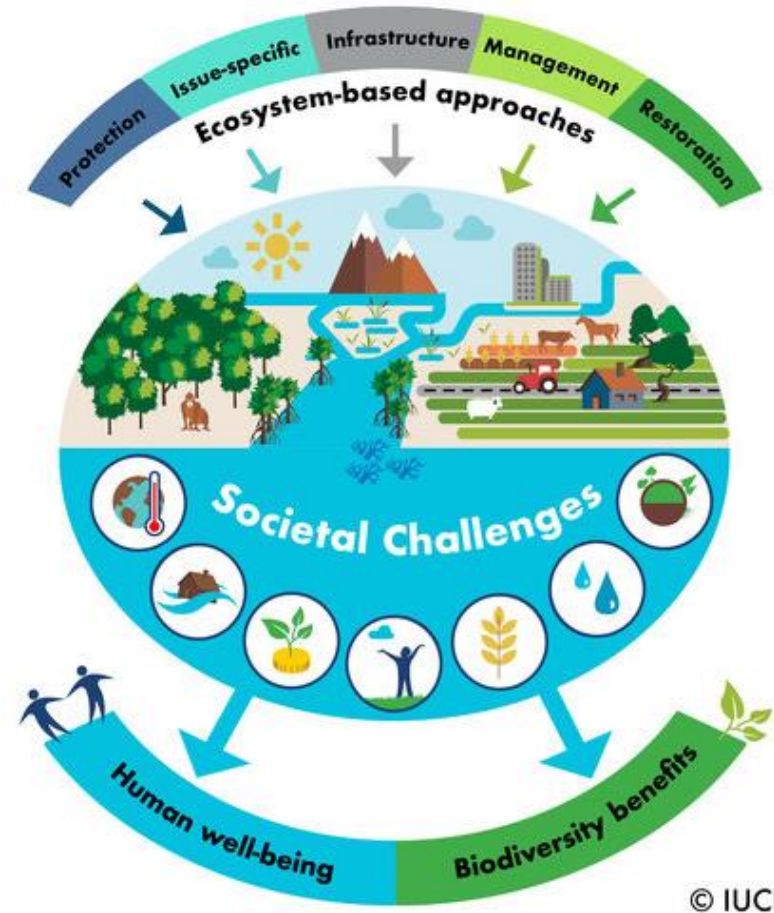 Protection
Issue-specific
Infrastructure
Management
Restoration
Ecosystem-based approaches
Societal Challenges
Human well-being
Biodiversity benefits
© IUC